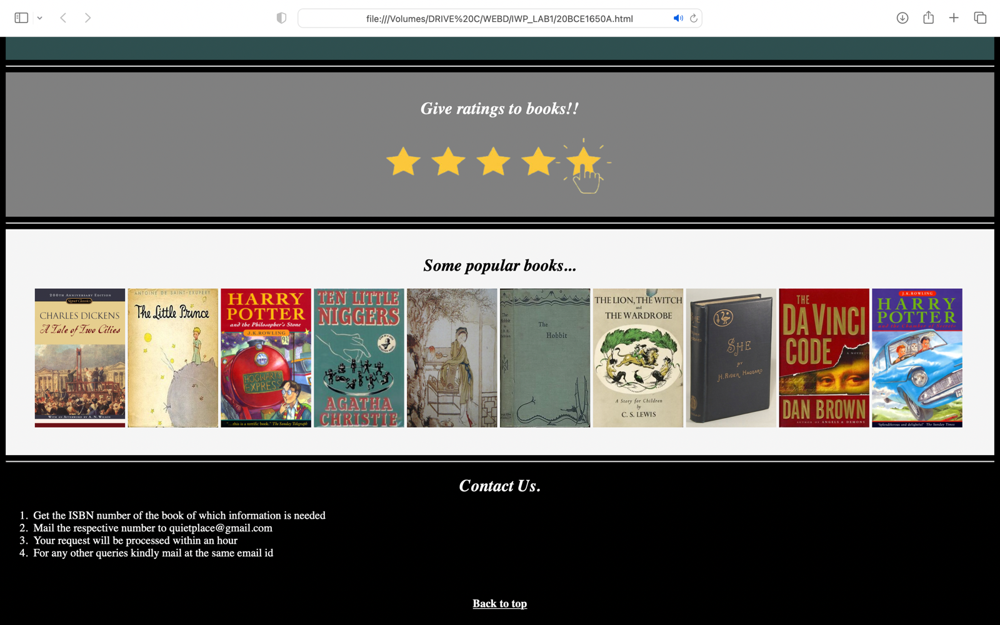 file:///Volumes/DRIVE%20C/WEBD/IWP_LAB1/20BCE1650A.html
Give ratings to books!!
Some popular books...
200TH ANNIVERSARY EDITION
Signet Classics
CHARLES DICKENS
A Tale of Two Cities
WITH AN AFTERWORD BY A. N. WILSON
ANTOINE DE SAINT-EXUPÉRY
The Little Prince
HARRY
POTTER
and the Philosopher's Stone
J.K.ROWLING
HOGWARTS
EXPRESS
"...this is a terrific book." The Sunday Telegraph
TEN LITTLE
NIGGERS
AGATHA
CHRISTIE
The
Hobbit
THE LION, THE WITCH
and
THE WARDROBE
A Story for Children
by
C. S. LEWIS
SHE
BY
H. RIDER HAGGARD
THE
DA VINCI
CODE
A NOVEL
DAN BROWN
AUTHOR OF ANGELS & DEMONS
J.K.ROWLING
HARRY
POTTER
and the Chamber of Secrets
'Splendiferous and delightful' The Sunday Times
Contact Us.
1. Get the ISBN number of the book of which information is needed
2. Mail the respective number to quietplace@gmail.com
3. Your request will be processed within an hour
4. For any other queries kindly mail at the same email id
Back to top